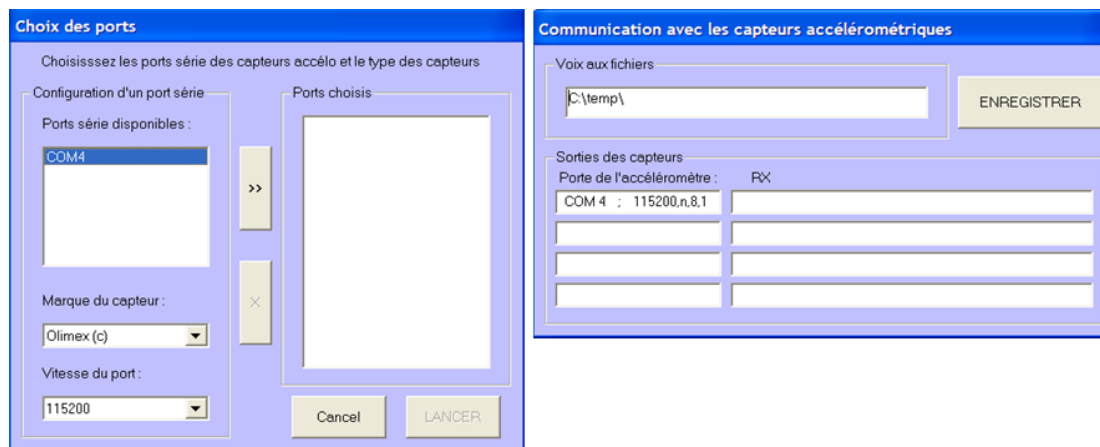 Choix des ports
Choisisssez les ports série des capteurs accélo et le type des capteurs
Configuration d'un port série
Ports série disponibles :
COM4
>>
X
Marque du capteur :
Olimex (c)
Vitesse du port :
115200
Ports choisis
Cancel
LANCER
Communication avec les capteurs accélérométriques
Voix aux fichiers
C:\temp\
ENREGISTRER
Sorties des capteurs
Porte de l'accéléromètre : RX
COM 4 ; 115200,n,8,1